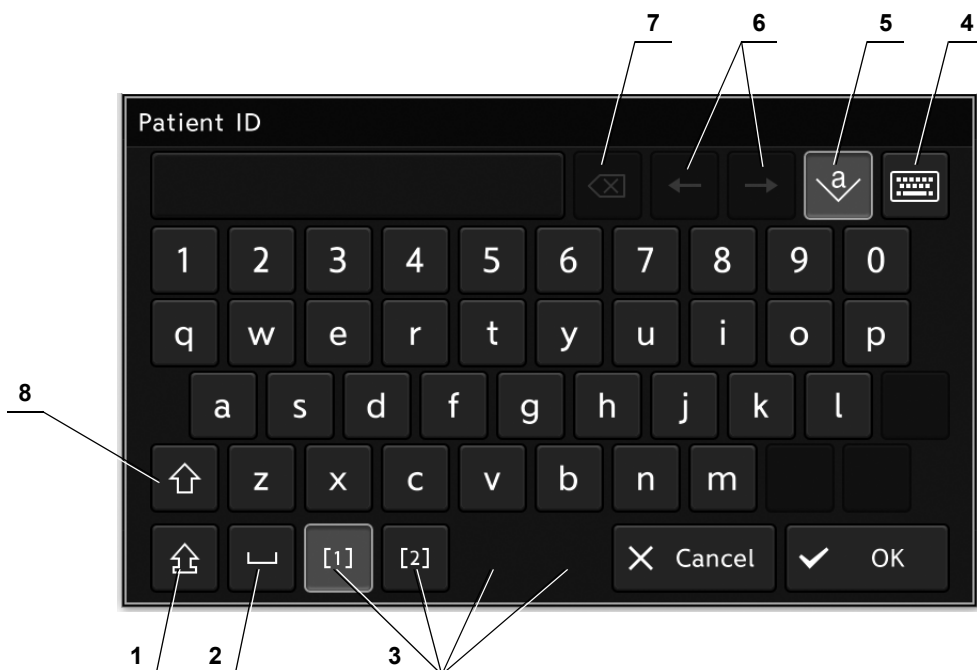 7 6 5 4
Patient ID
a
1 2 3 4 5 6 7 8 9 0
q w e r t y u i o p
8
a s d f g h j k l
z x c v b n m
[1] [2] Cancel OK
1 2 3